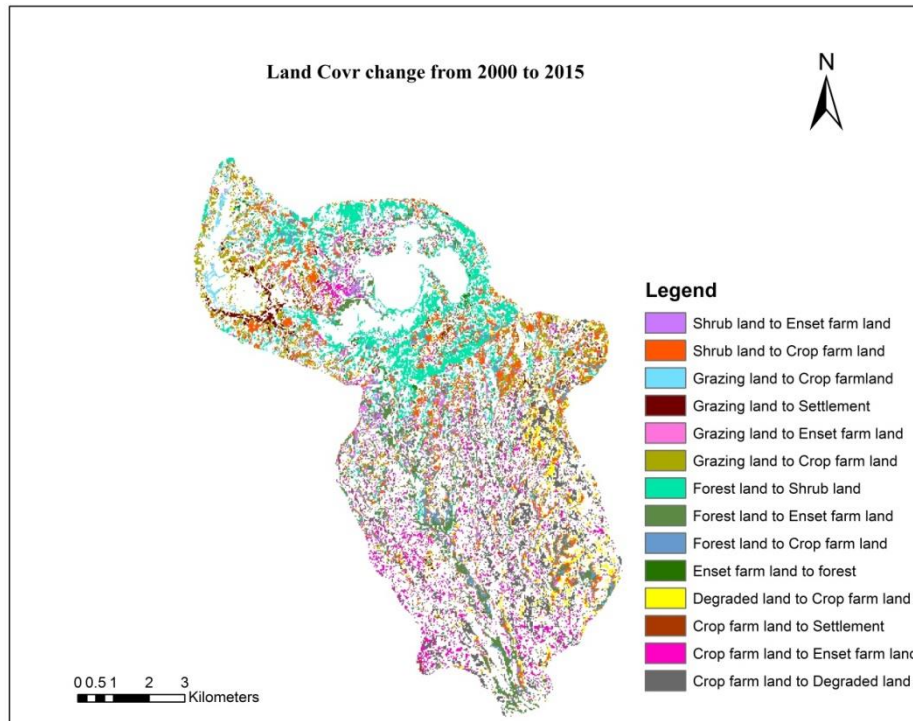 Land Covr change from 2000 to 2015
N
Legend
Shrub land to Enset farm land
Shrub land to Crop farm land
Grazing land to Crop farmland
Grazing land to Settlement
Grazing land to Enset farm land
Grazing land to Crop farm land
Forest land to Shrub land
Forest land to Enset farm land
Forest land to Crop farm land
Enset farm land to forest
Degraded land to Crop farm land
Crop farm land to Settlement
Crop farm land to Enset farm land
Crop farm land to Degraded land
0 0.5 1 2 3
Kilometers